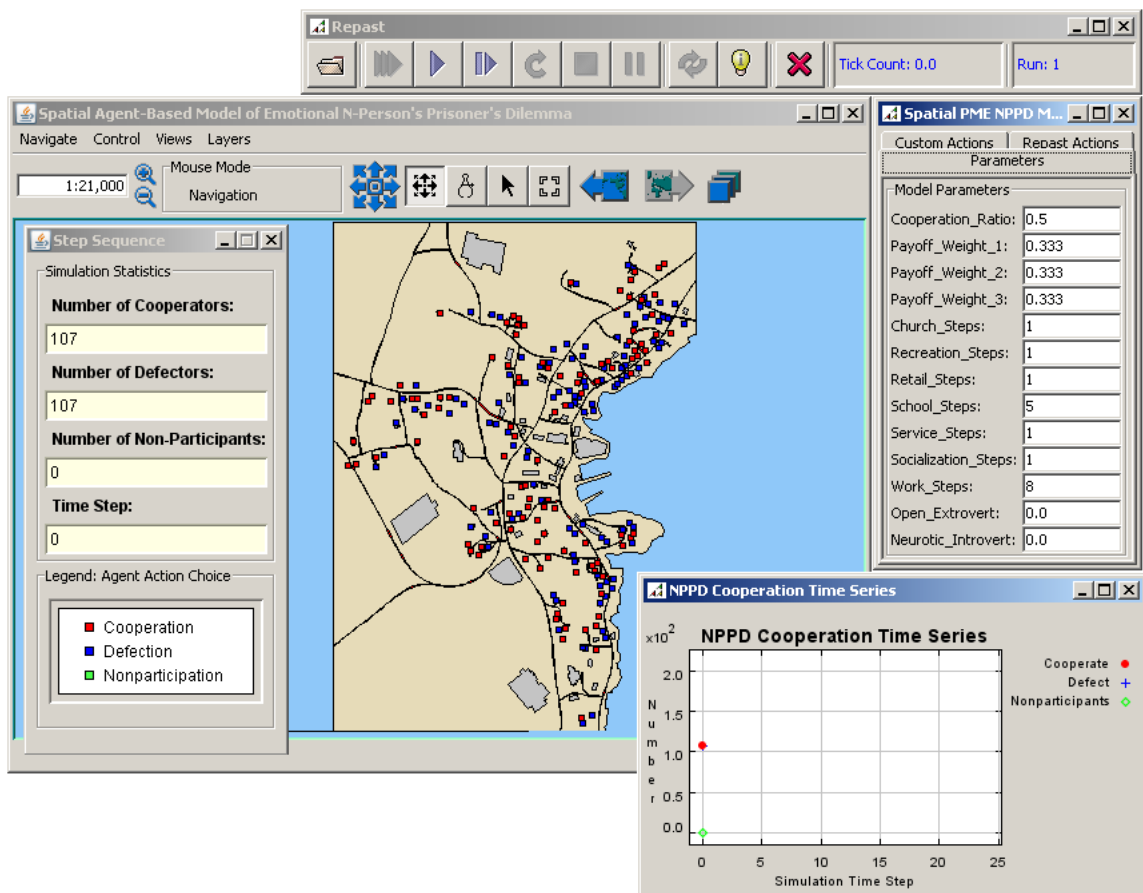 Repast
Tick Count: 0.0
Run: 1
Spatial Agent-Based Model of Emotional N-Person's Prisoner's Dilemma
Navigate Control Views Layers
1:21,000
Mouse Mode
Navigation
Step Sequence
Simulation Statistics
Number of Cooperators:
107
Number of Defectors:
107
Number of Non-Participants:
0
Time Step:
0
Legend: Agent Action Choice
Cooperation
Defection
Nonparticipation
Spatial PME NPPD M...
Custom Actions Repast Actions
Parameters
Model Parameters
Cooperation_Ratio: 0.5
Payoff_Weight_1: 0.333
Payoff_Weight_2: 0.333
Payoff_Weight_3: 0.333
Church_Steps: 1
Recreation_Steps: 1
Retail_Steps: 1
School_Steps: 5
Service_Steps: 1
Socialization_Steps: 1
Work_Steps: 8
Open_Extrovert: 0.0
Neurotic_Introvert: 0.0
NPPD Cooperation Time Series
x10^2
NPPD Cooperation Time Series
Cooperate
Defect
Nonparticipants
Number
2.0
1.5
1.0
0.5
0.0
0 5 10 15 20 25
Simulation Time Step